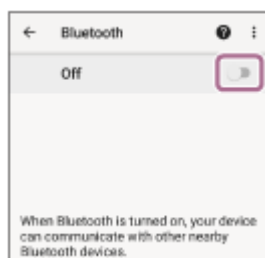 Bluetooth
Off
When Bluetooth is turned on, your device
can communicate with other nearby
Bluetooth devices.